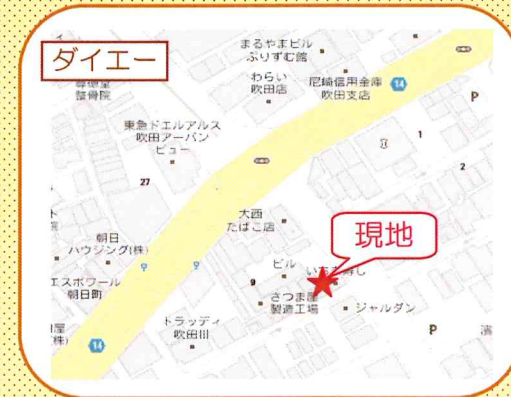 ダイエー
整骨院
まるやまビル
ぷりずむ館
わらい
吹田店
尼崎信用金庫
吹田支店
14
P
東急ドエルアルス
吹田アーバン
ビュー
1
2
27
大西
たばこ店
現地
朝日
ハウジング(株)
ビル
9
さつま屋
製造工場
ジャルダン
エスポワール
朝日町
トラッディ
吹田III
P
濱
14